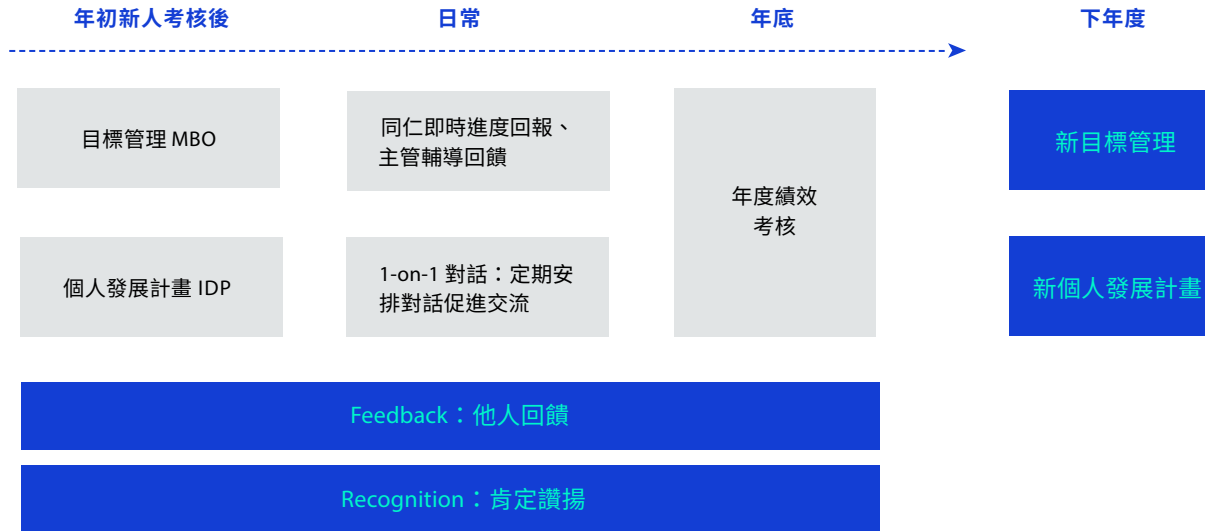 年初新人考核後
日常
年底
下年度
目標管理 MBO
同仁即時進度回報、
主管輔導回饋
年度績效
考核
新目標管理
個人發展計畫 IDP
1-on-1 對話：定期安
排對話促進交流
新個人發展計畫
Feedback：他人回饋
Recognition：肯定讚揚